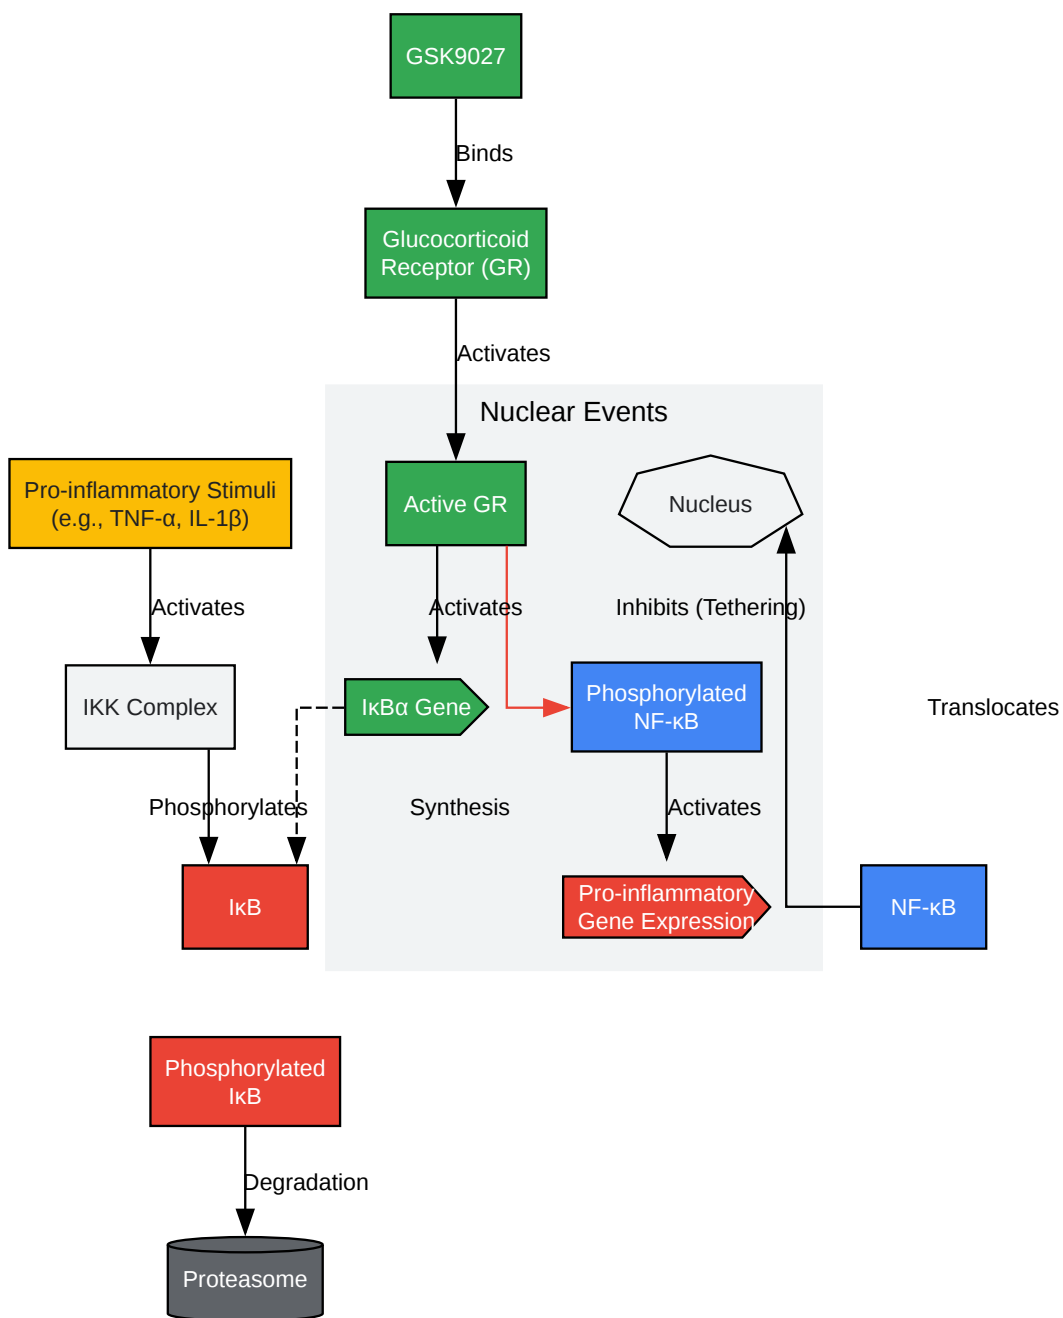 GSK9027
Binds
Glucocorticoid
Receptor (GR)
Activates
Nuclear Events
Pro-inflammatory Stimuli
(e.g., TNF-α, IL-1β)
Active GR
Nucleus
Activates
Activates
Inhibits (Tethering)
IKK Complex
IκBα Gene
Phosphorylated
NF-κB
Translocates
Phosphorylates
Synthesis
Activates
IκB
Pro-inflammatory
Gene Expression
NF-κB
Phosphorylated
IκB
Degradation
Proteasome